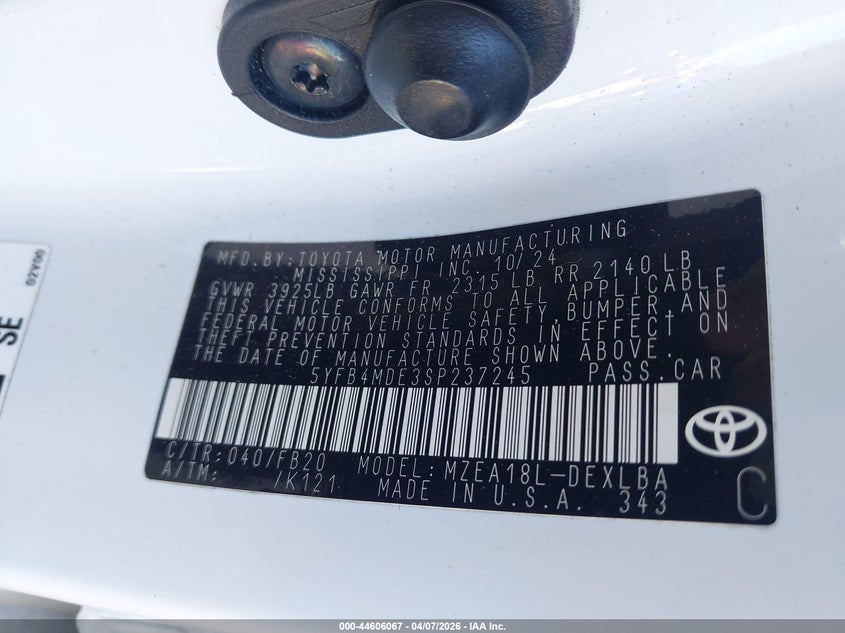 02V00
SE
MFD. BY: TOYOTA MOTOR MANUFACTURING
MISSISSIPPI INC. 10/24
GVWR 3925LB GAWR FR 2315 LB RR 2140LB
THIS VEHICLE CONFORMS TO ALL APPLICABLE
FEDERAL MOTOR VEHICLE SAFETY, BUMPER, AND
THEFT PREVENTION STANDARDS IN EFFECT ON
THE DATE OF MANUFACTURE SHOWN ABOVE.
5YFB4MDE3SP237245 PASS. CAR
C/TR: 040/FB20 MODEL: MZEA18L-DEXLBA
A/TM: /K121 MADE IN U.S.A. 343
C
000-44606067 - 04/07/2026 - IAA Inc.